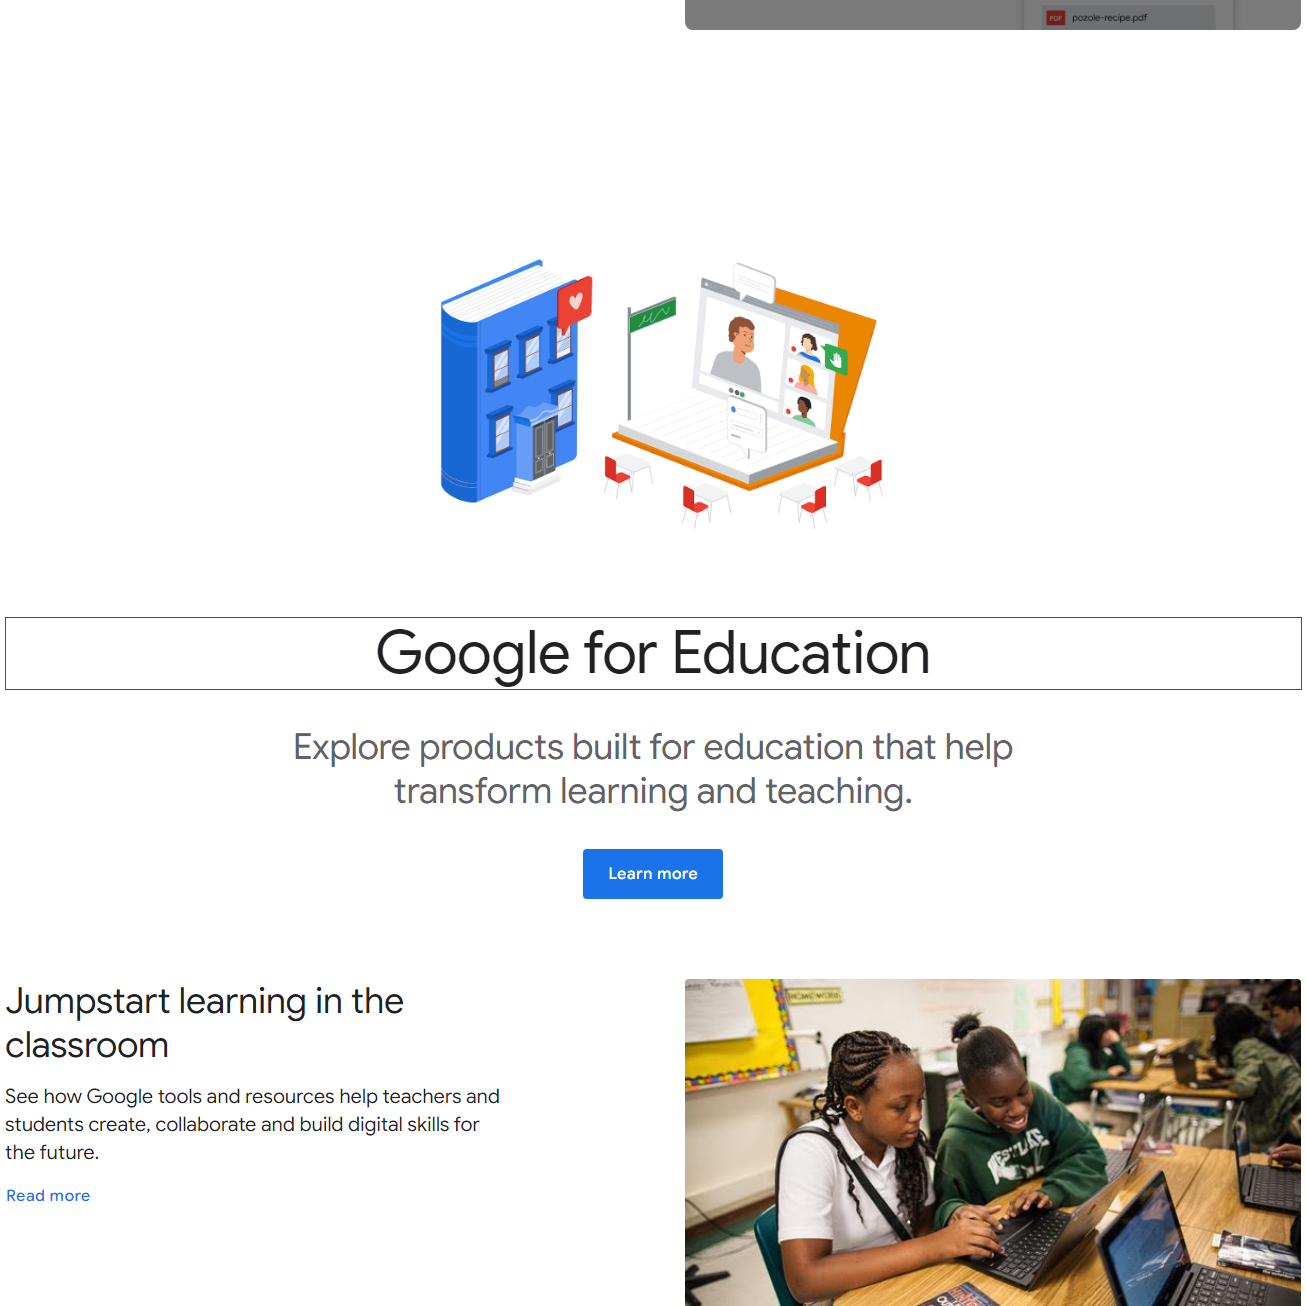 PDF pozole-recipe.pdf
Google for Education
Explore products built for education that help
transform learning and teaching.
Learn more
Jumpstart learning in the
classroom
See how Google tools and resources help teachers and
students create, collaborate and build digital skills for
the future.
Read more
HOMEWORK
WESTLAKE